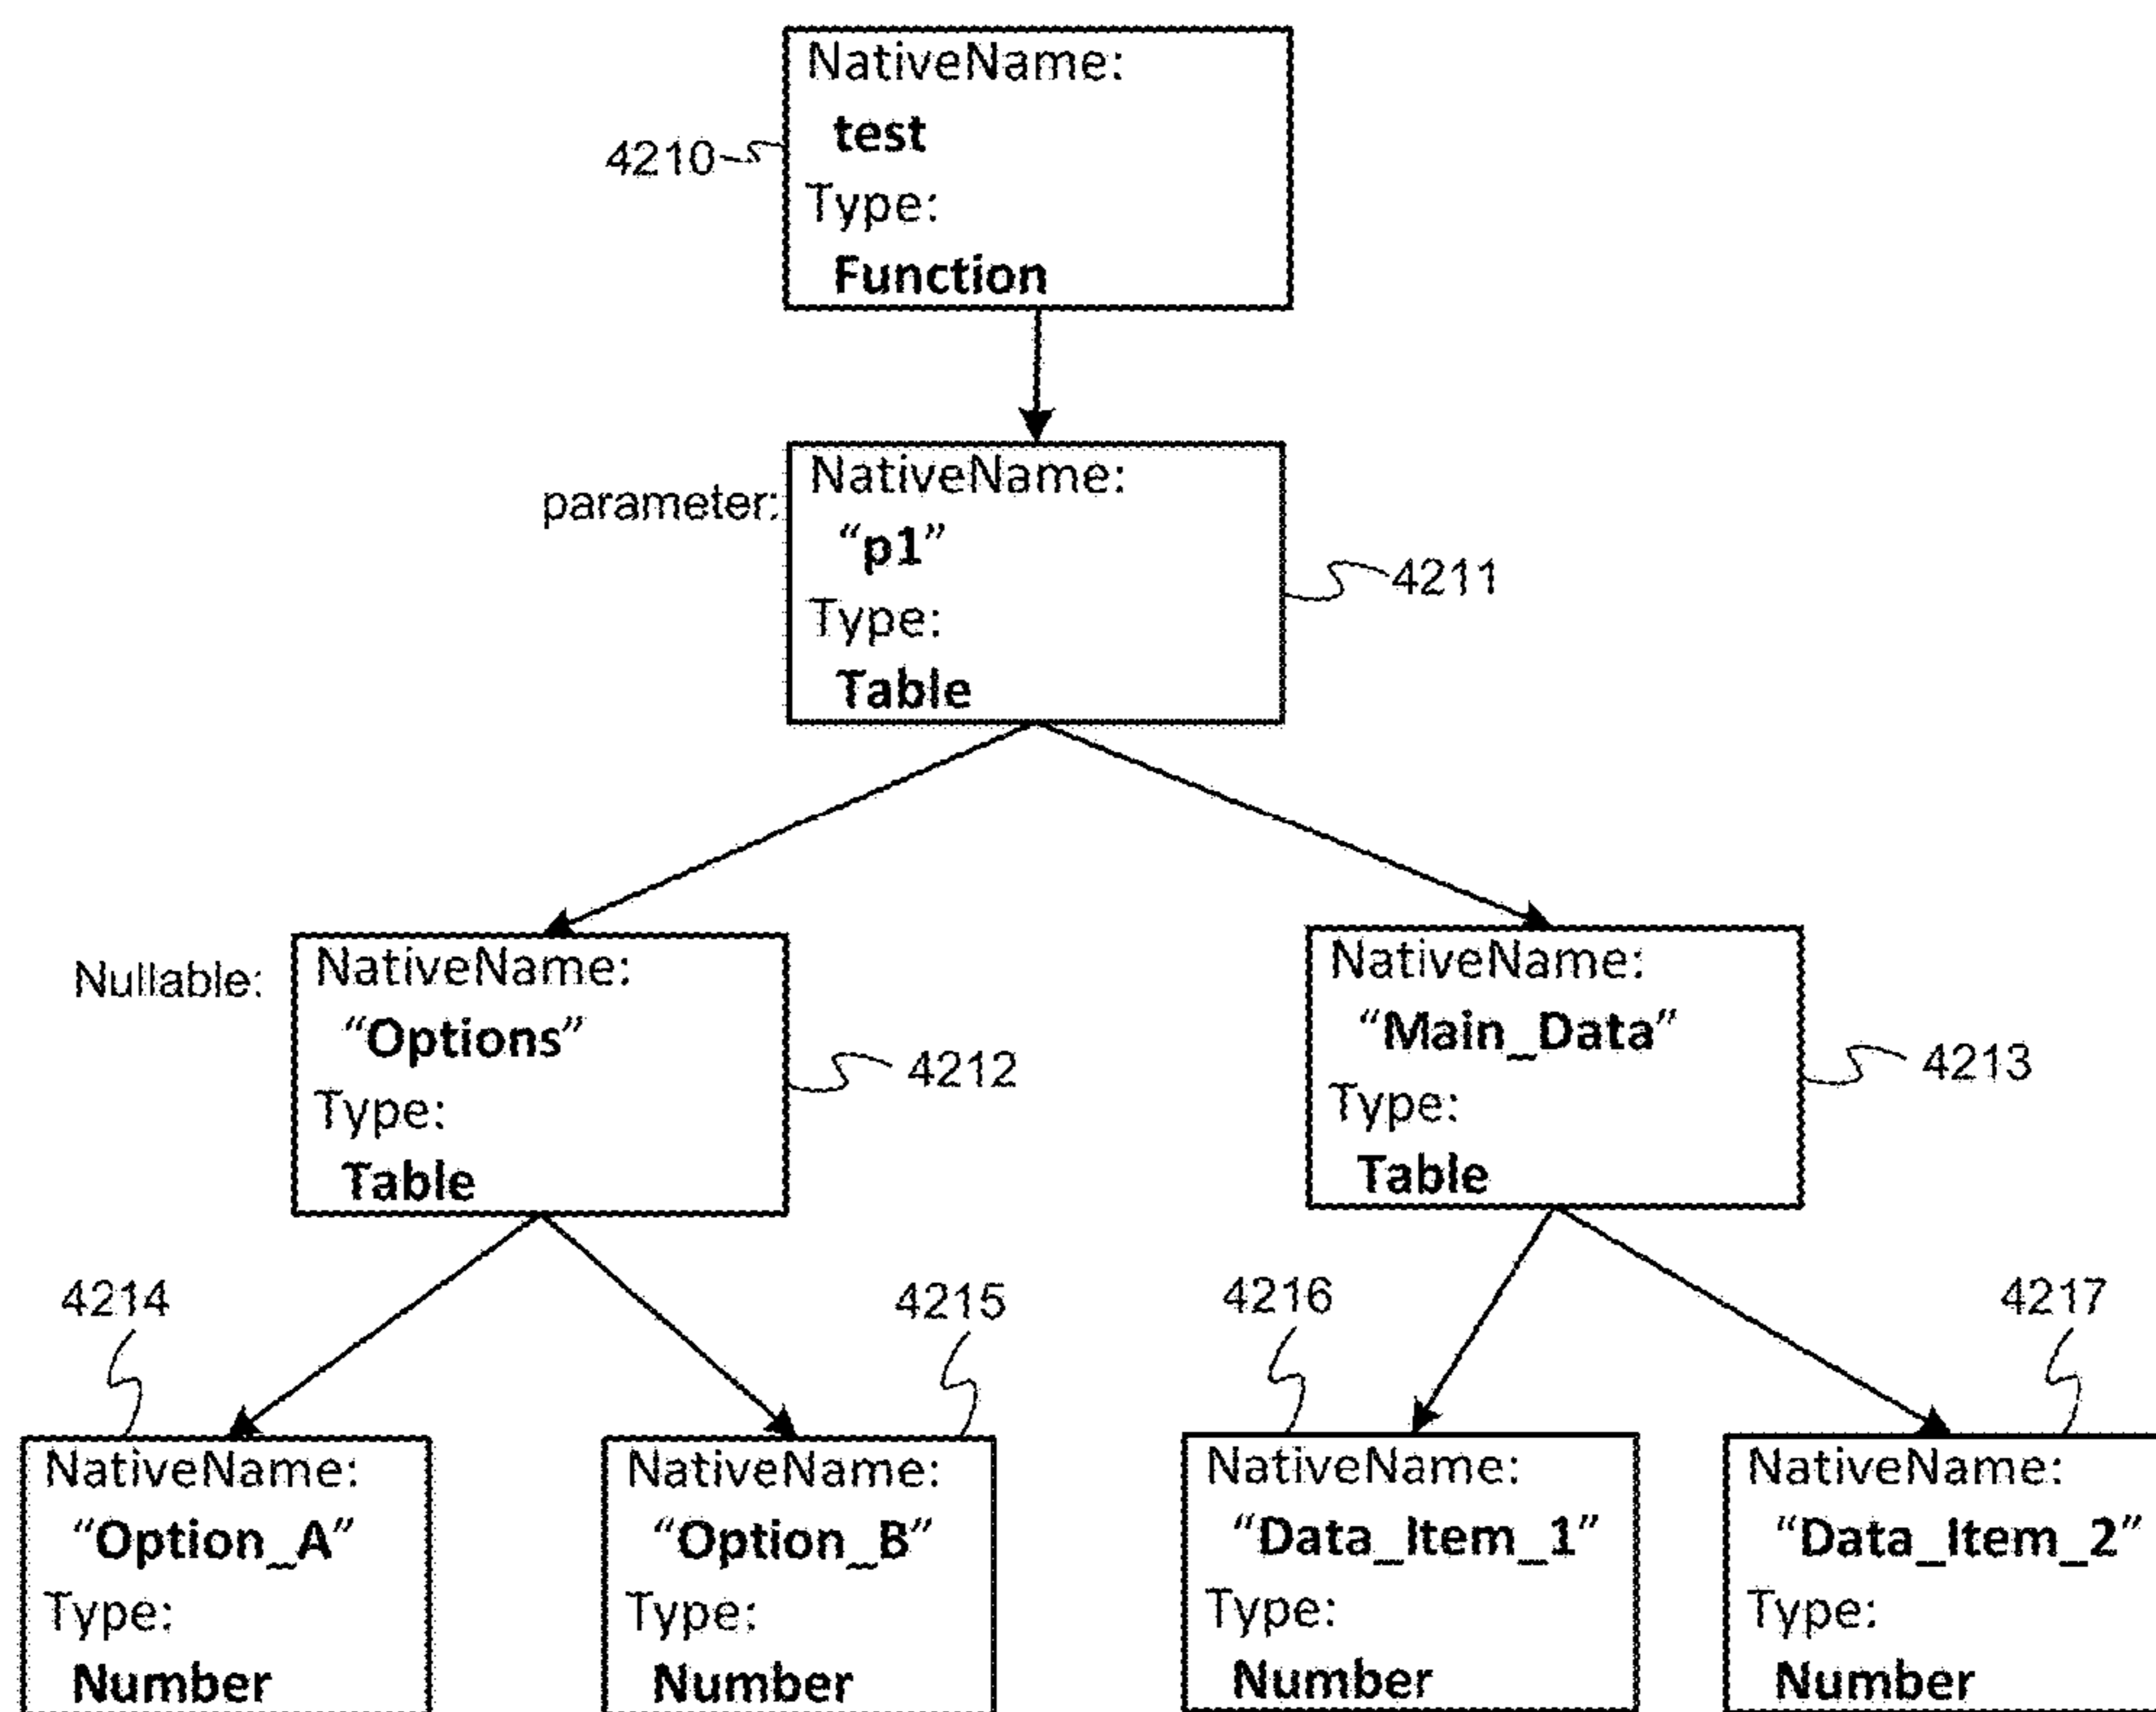 NativeName:
test
4210
Type:
Function
NativeName:
parameter:
"p1"
4211
Type:
Table
NativeName:
Nullable:
"Options"
4212
Type:
Table
NativeName:
"Main_Data"
4213
Type:
Table
4214
NativeName:
"Option_A"
Type:
Number
4215
NativeName:
"Option_B"
Type:
Number
4216
NativeName:
"Data_Item_1"
Type:
Number
4217
NativeName:
"Data_Item_2"
Type:
Number